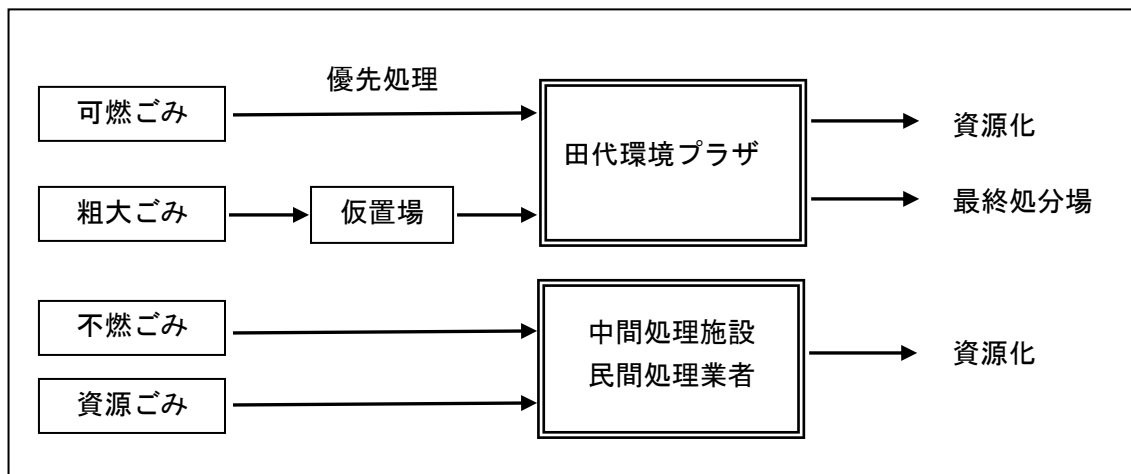 優先処理
可燃ごみ
田代環境プラザ
資源化
粗大ごみ
仮置場
最終処分場
不燃ごみ
中間処理施設
民間処理業者
資源化
資源ごみ